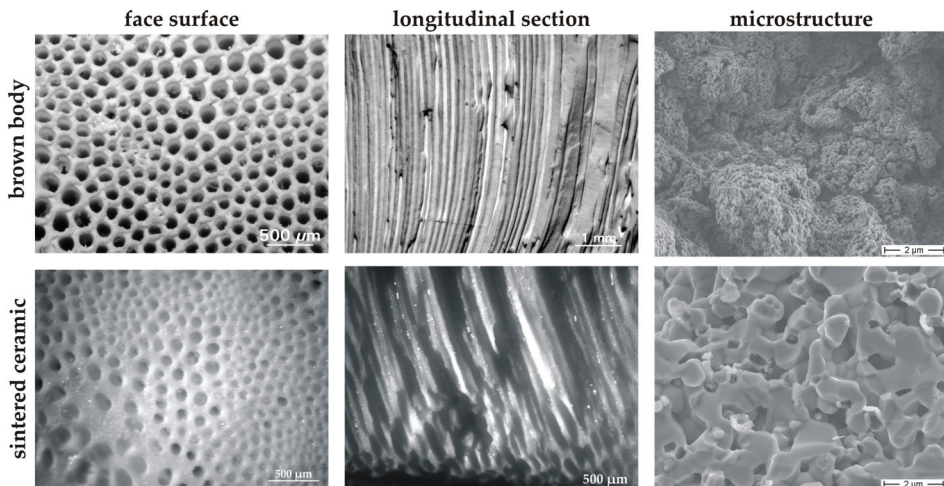 face surface
longitudinal section
microstructure
brown body
500 µm
1 mm
2 µm
sintered ceramic
500 µm
500 µm
2 µm